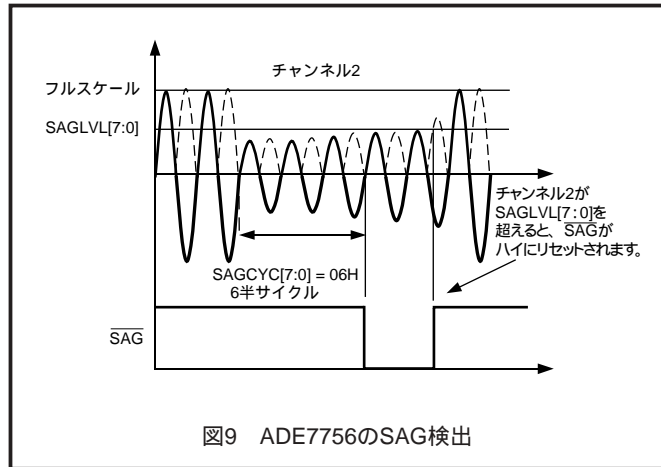 チャンネル2
フルスケール
SAGLVL[7:0]
チャンネル2が
SAGLVL[7:0]を
超えると、SAGが
ハイにリセットされます。
SAGCYC[7:0] = 06H
6半サイクル
SAG
図9 ADE7756のSAG検出